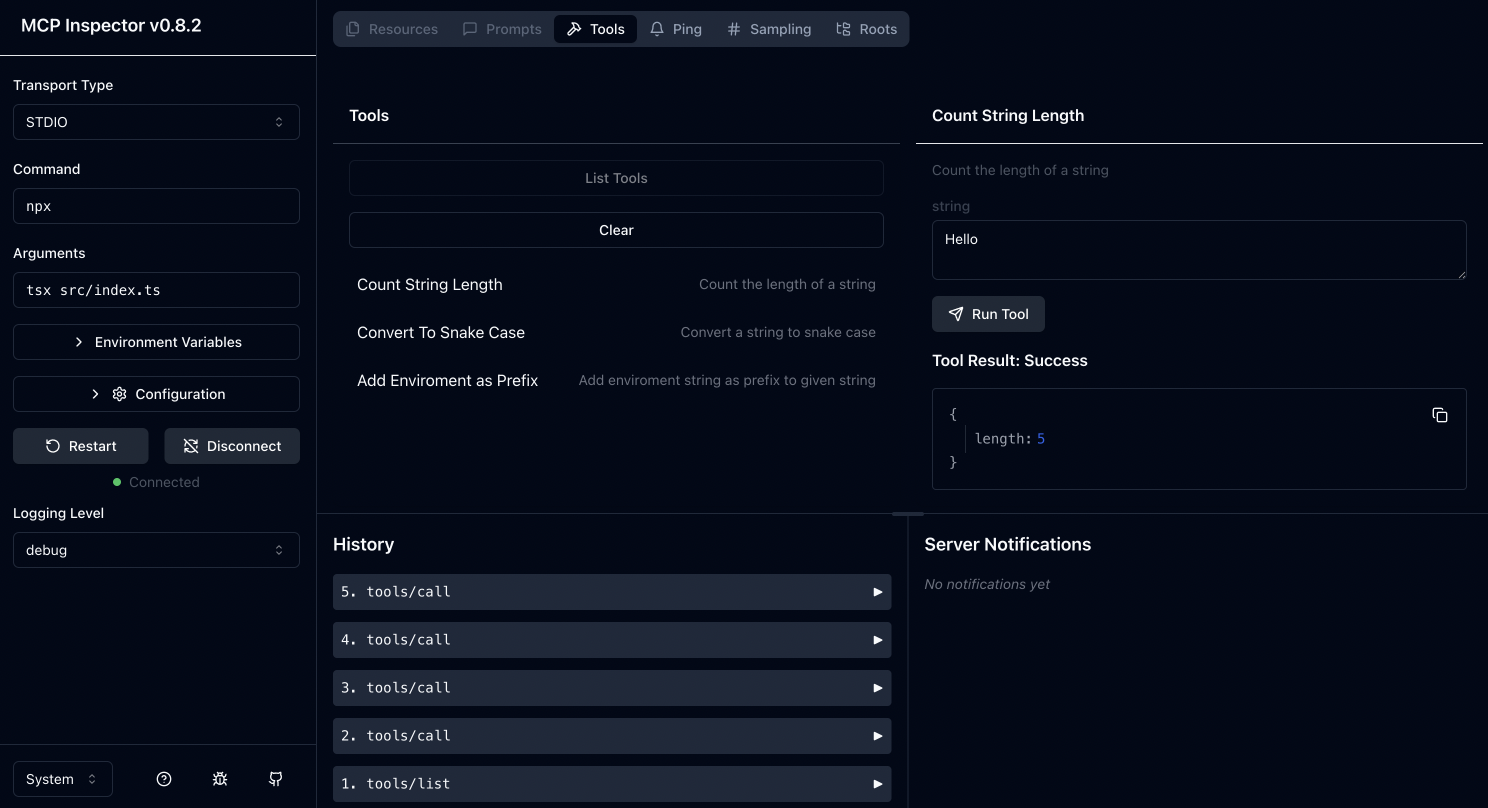 MCP Inspector v0.8.2
Transport Type
STDIO
Command
npx
Arguments
tsx src/index.ts
Environment Variables
Configuration
Restart
Disconnect
Connected
Logging Level
debug
System
Resources
Prompts
Tools
Ping
Sampling
Roots
Tools
List Tools
Clear
Count String Length
Count the length of a string
Convert To Snake Case
Convert a string to snake case
Add Enviroment as Prefix
Add enviroment string as prefix to given string
Count String Length
Count the length of a string
string
Hello
Run Tool
Tool Result: Success
{
length: 5
}
History
5. tools/call
4. tools/call
3. tools/call
2. tools/call
1. tools/list
Server Notifications
No notifications yet